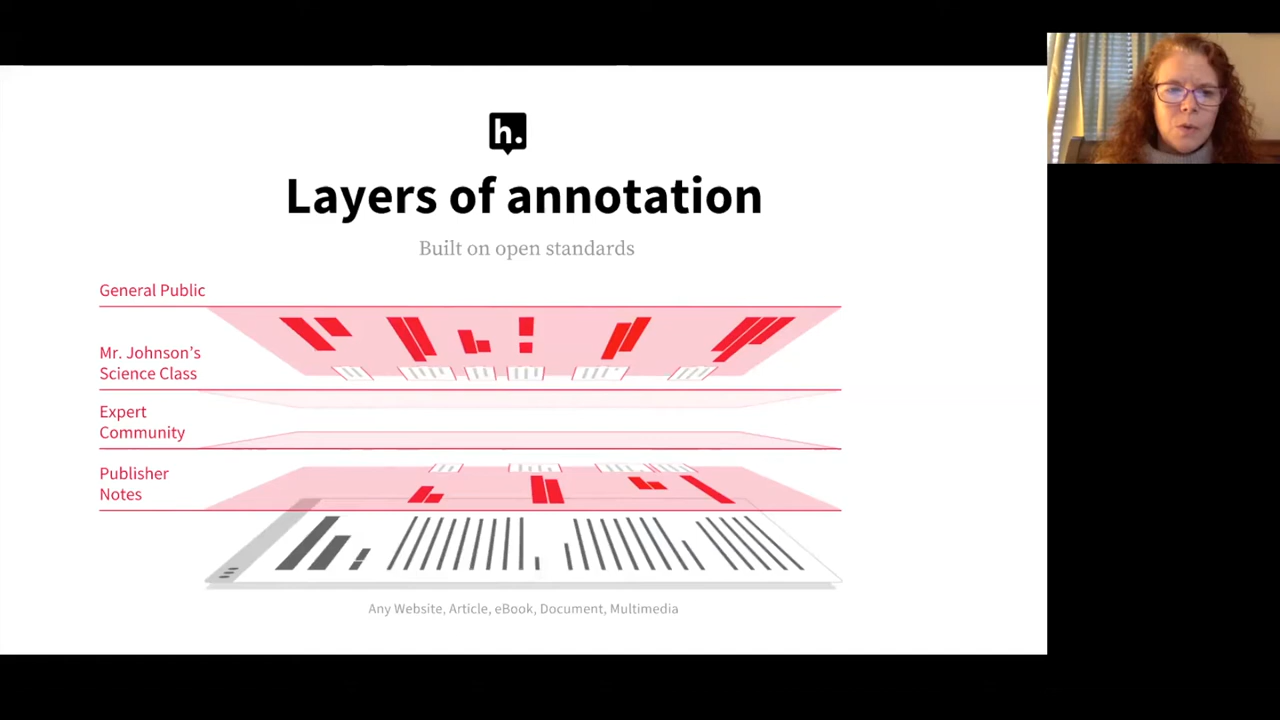 h.
Layers of annotation
Built on open standards
General Public
Mr. Johnson’s
Science Class
Expert
Community
Publisher
Notes
Any Website, Article, eBook, Document, Multimedia